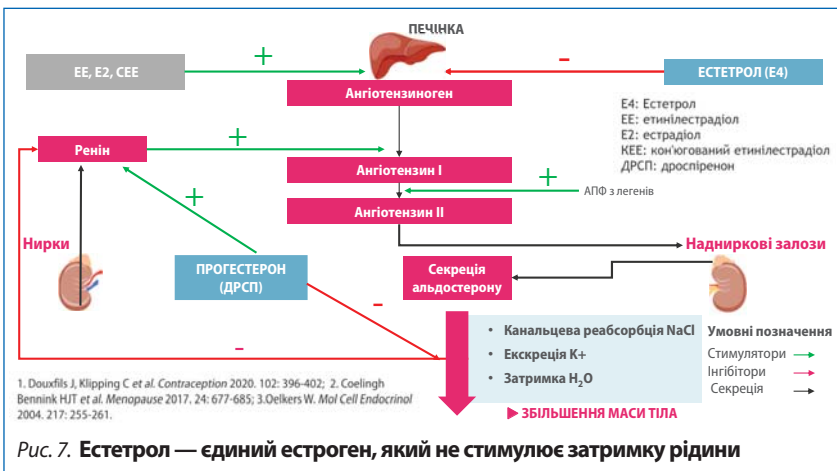 ПЕЧІНКА
+
–
ЕЕ, Е2, СЕЕ
ЕСТЕТРОЛ (Е4)
Ангіотензиноген
Е4: Естетрол
ЕЕ: етинілестрадіол
Е2: естрадіол
КЕЕ: кон'югований етинілестрадіол
ДРСП: дроспіренон
+
Ренін
Ангіотензин I
+
+
АПФ з легенів
Ангіотензин II
Нирки
Надниркові залози
ПРОГЕСТЕРОН
(ДРСП)
Секреція
альдостерону
–
–
• Канальцева реабсорбція NaCl
• Екскреція К+
• Затримка H₂O
▶ ЗБІЛЬШЕННЯ МАСИ ТІЛА
Умовні позначення
Стимулятори
Інгібітори
Секреція
1. Douxfils J, Klipping C et al. Contraception 2020. 102: 396-402; 2. Coelingh
Bennink HJT et al. Menopause 2017. 24: 677-685; 3.Oelkers W. Mol Cell Endocrinol
2004. 217: 255-261.
Рис. 7. Естетрол — єдиний естроген, який не стимулює затримку рідини